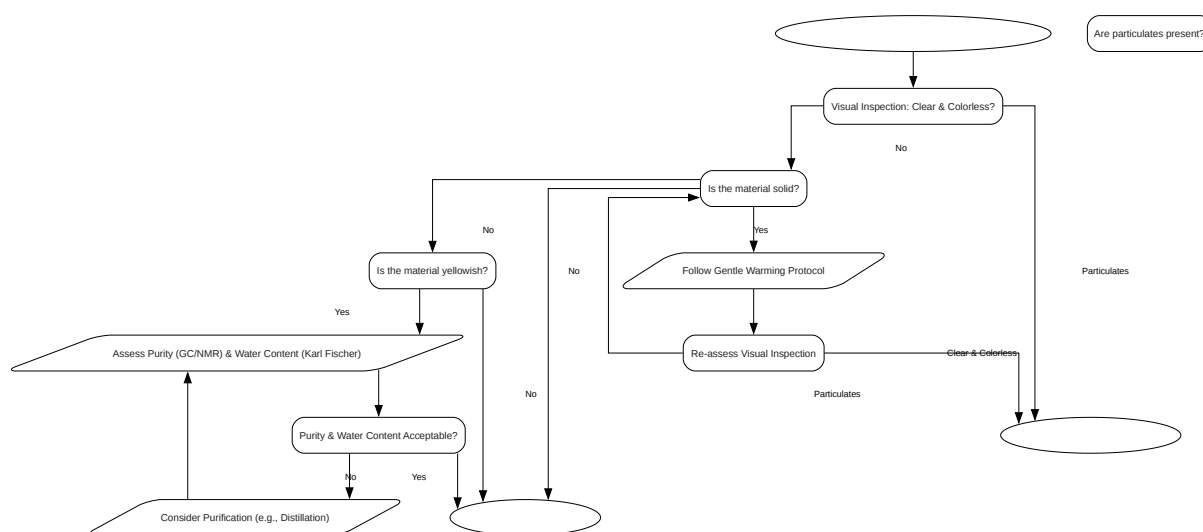 Are particulates present?
Visual Inspection: Clear & Colorless?
No
Is the material solid?
No
Yes
Is the material yellowish?
No
Follow Gentle Warming Protocol
Particulates
Yes
Assess Purity (GC/NMR) & Water Content (Karl Fischer)
Re-assess Visual Inspection
Clear & Colorless
No
Particulates
Purity & Water Content Acceptable?
No
Yes
Consider Purification (e.g., Distillation)